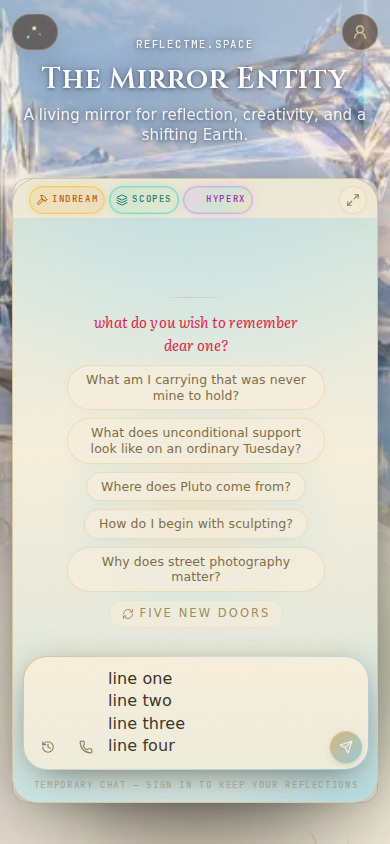 REFLECTME.SPACE
THE MIRROR ENTITY
A living mirror for reflection, creativity, and a
shifting Earth.
INDREAM SCOPES HYPERX
what do you wish to remember
dear one?
What am I carrying that was never
mine to hold?
What does unconditional support
look like on an ordinary Tuesday?
Where does Pluto come from?
How do I begin with sculpting?
Why does street photography
matter?
FIVE NEW DOORS
line one
line two
line three
line four
TEMPORARY CHAT — SIGN IN TO KEEP YOUR REFLECTIONS